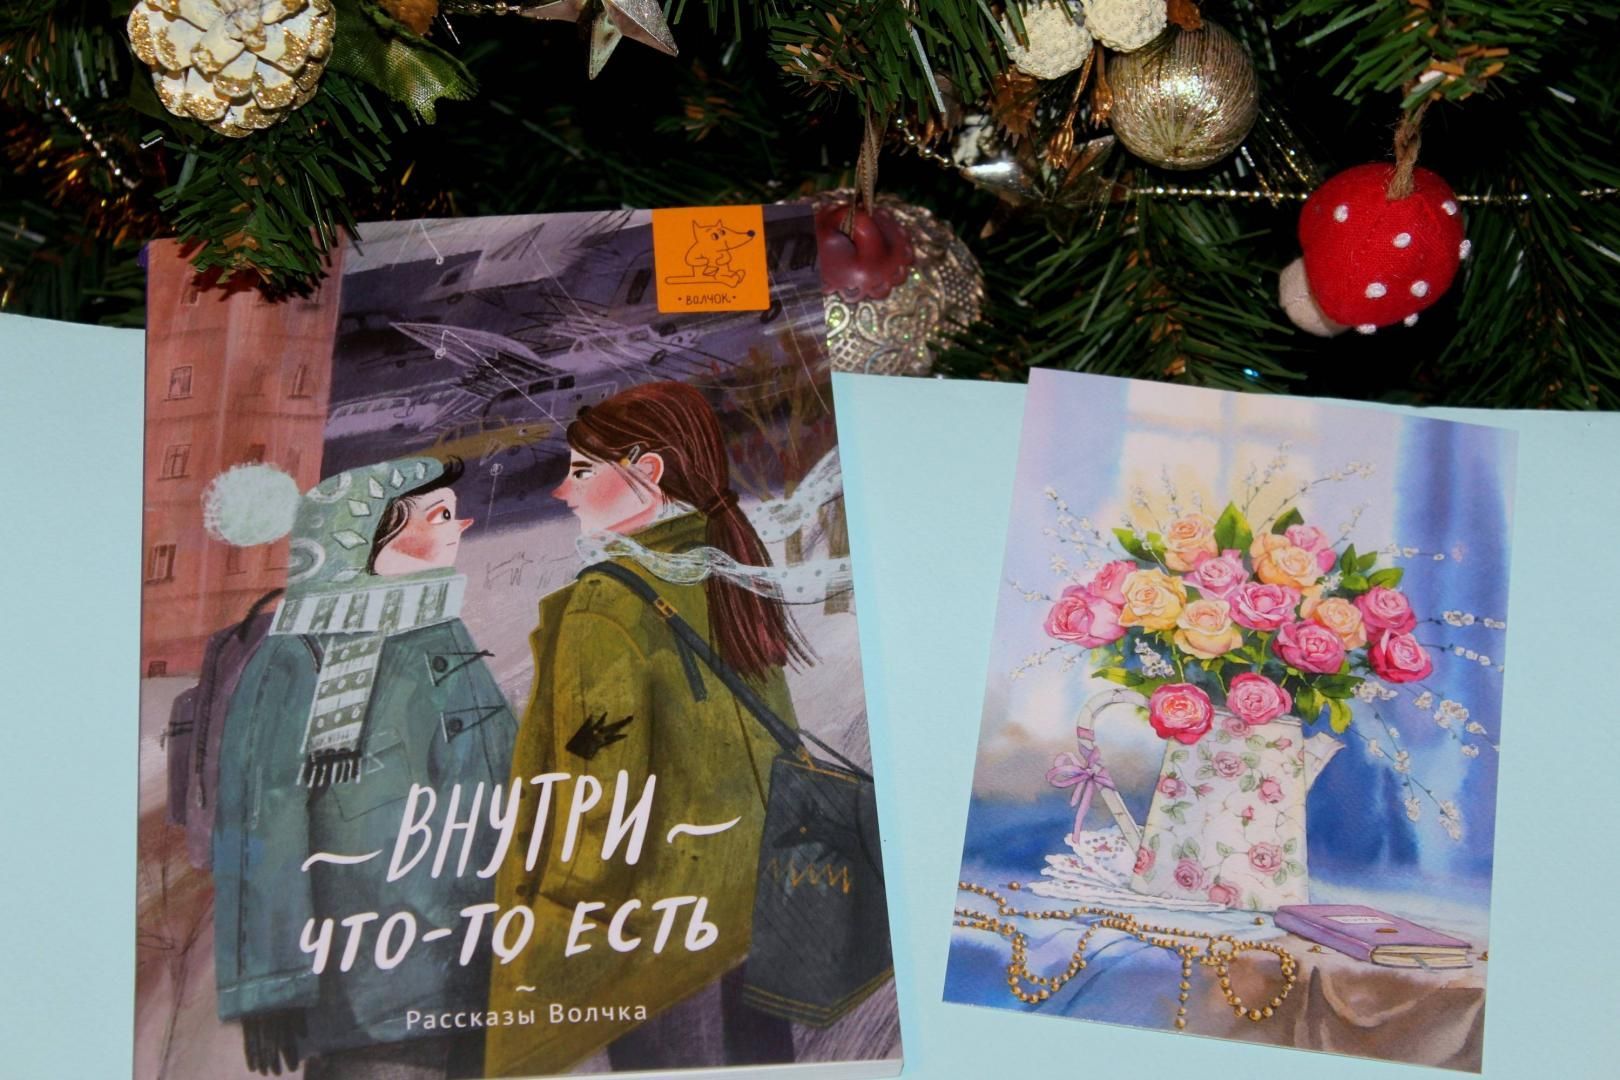 • ВОЛЧОК •
~ВНУТРИ~
ЧТО-ТО ЕСТЬ
~
Рассказы Волчка